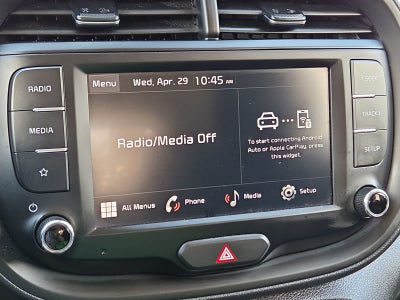 Menu Wed, Apr. 29 10:45 AM
RADIO
MEDIA
Radio/Media Off
To start connecting Android
Auto or Apple CarPlay, press
this widget.
All Menus Phone Media Setup
SEEK
TRACK
SETUP